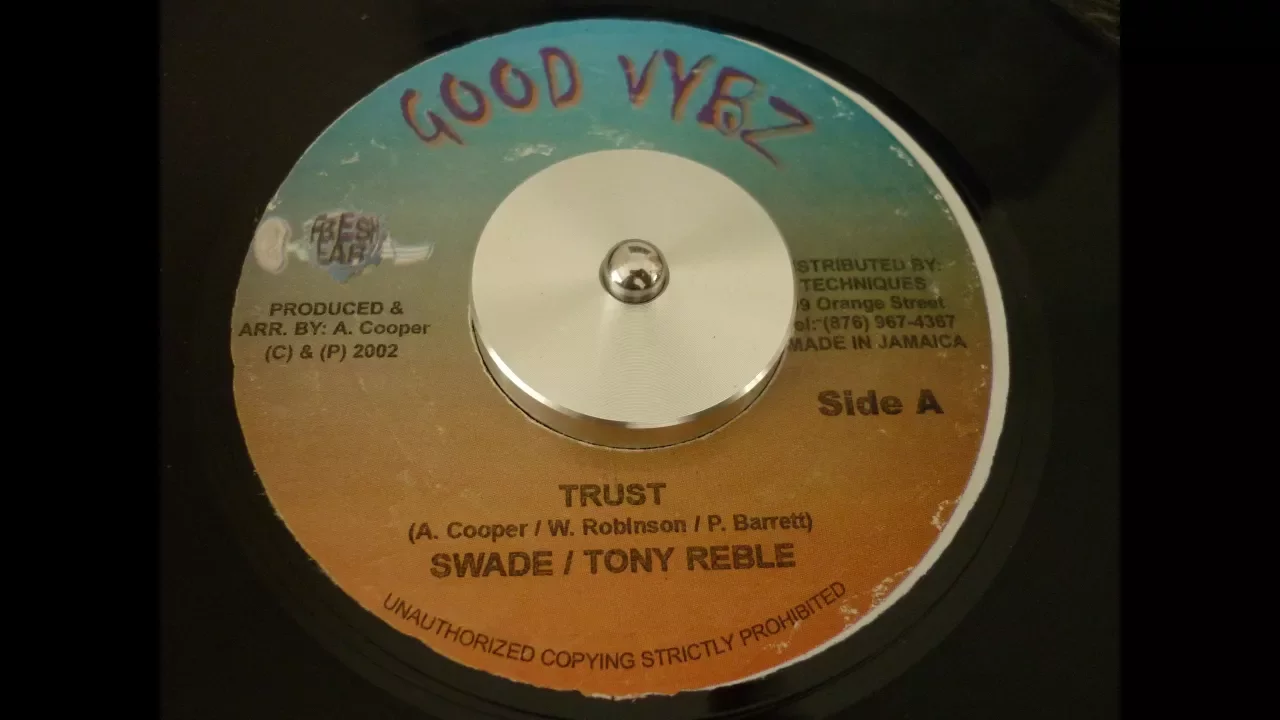 GOOD VYBZ
FRESH
EAR
PRODUCED &
ARR. BY: A. Cooper
(C) & (P) 2002
STRIBUTED BY:
TECHNIQUES
9 Orange Street
el: (876) 967-4367
MADE IN JAMAICA
Side A
TRUST
(A. Cooper / W. RobInson / P. Barrett)
SWADE / TONY REBLE
UNAUTHORIZED COPYING STRICTLY PROHIBITED